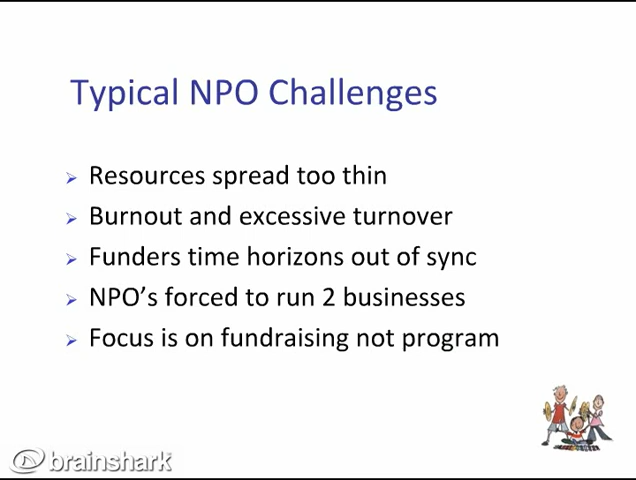 Typical NPO Challenges
Resources spread too thin
Burnout and excessive turnover
Funders time horizons out of sync
NPO's forced to run 2 businesses
Focus is on fundraising not program
brainshark